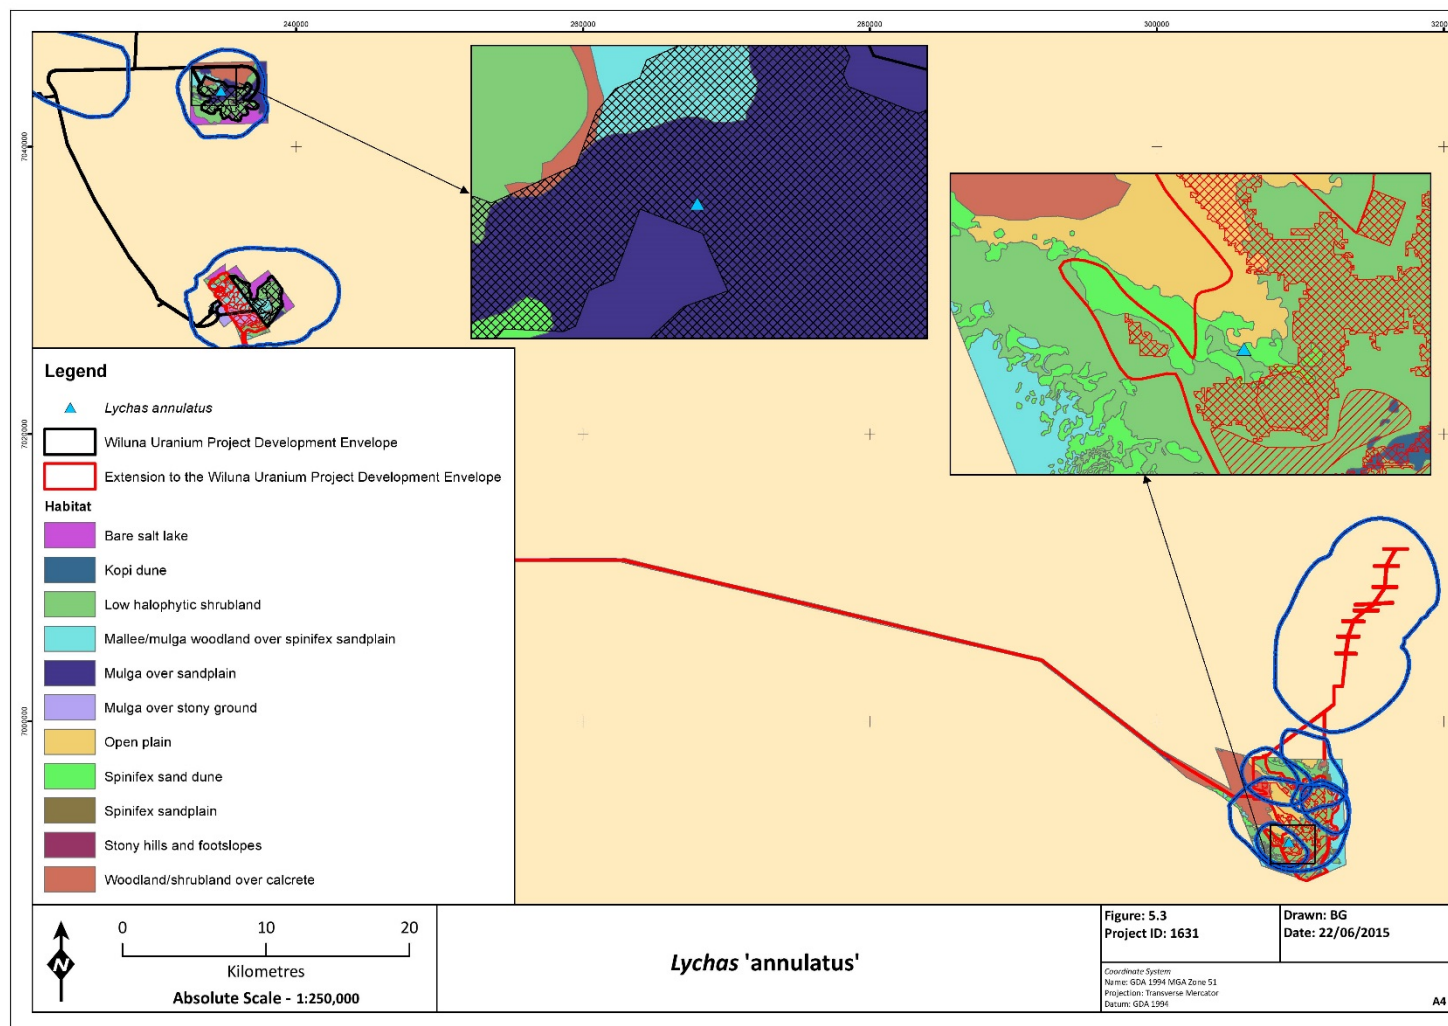 240000
260000
280000
300000
3200
7040000
7020000
7000000
Legend
Lychas annulatus
Wiluna Uranium Project Development Envelope
Extension to the Wiluna Uranium Project Development Envelope
Habitat
Bare salt lake
Kopi dune
Low halophytic shrubland
Mallee/mulga woodland over spinifex sandplain
Mulga over sandplain
Mulga over stony ground
Open plain
Spinifex sand dune
Spinifex sandplain
Stony hills and footslopes
Woodland/shrubland over calcrete
N
0 10 20
Kilometres
Absolute Scale - 1:250,000
Lychas 'annulatus'
Figure: 5.3
Project ID: 1631
Drawn: BG
Date: 22/06/2015
Coordinate System
Name: GDA 1994 MGA Zone 51
Projection: Transverse Mercator
Datum: GDA 1994
A4